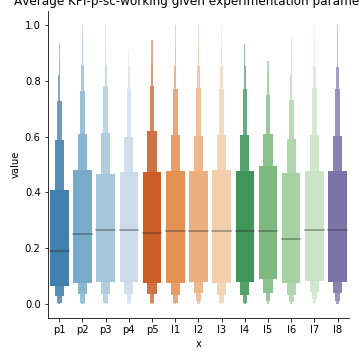 Average KPI-p-sc-working given experimentation parame
1.0
0.8
0.6
0.4
0.2
0.0
value
p1 p2 p3 p4 p5 l1 l2 l3 l4 l5 l6 l7 l8
x